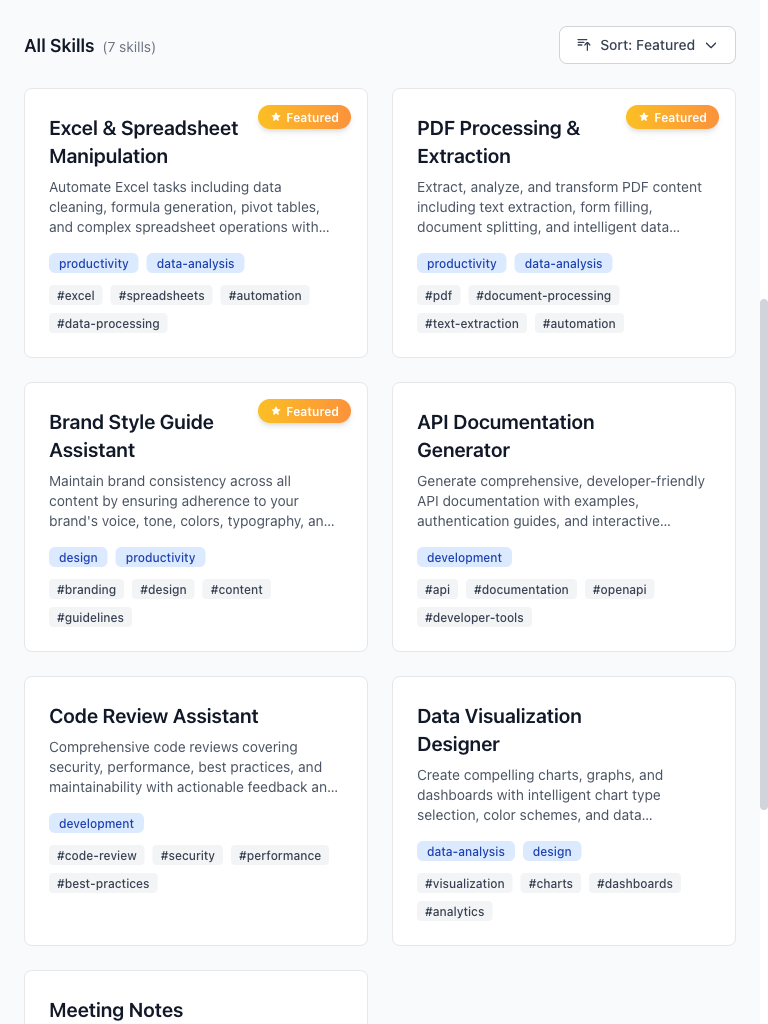 All Skills (7 skills)
Sort: Featured
Featured
Excel & Spreadsheet
Manipulation
Automate Excel tasks including data
cleaning, formula generation, pivot tables,
and complex spreadsheet operations with...
productivity data-analysis
#excel #spreadsheets #automation
#data-processing
Featured
PDF Processing &
Extraction
Extract, analyze, and transform PDF content
including text extraction, form filling,
document splitting, and intelligent data...
productivity data-analysis
#pdf #document-processing
#text-extraction #automation
Featured
Brand Style Guide
Assistant
Maintain brand consistency across all
content by ensuring adherence to your
brand's voice, tone, colors, typography, an...
design productivity
#branding #design #content
#guidelines
API Documentation
Generator
Generate comprehensive, developer-friendly
API documentation with examples,
authentication guides, and interactive...
development
#api #documentation #openapi
#developer-tools
Code Review Assistant
Comprehensive code reviews covering
security, performance, best practices, and
maintainability with actionable feedback an...
development
#code-review #security #performance
#best-practices
Data Visualization
Designer
Create compelling charts, graphs, and
dashboards with intelligent chart type
selection, color schemes, and data...
data-analysis design
#visualization #charts #dashboards
#analytics
Meeting Notes